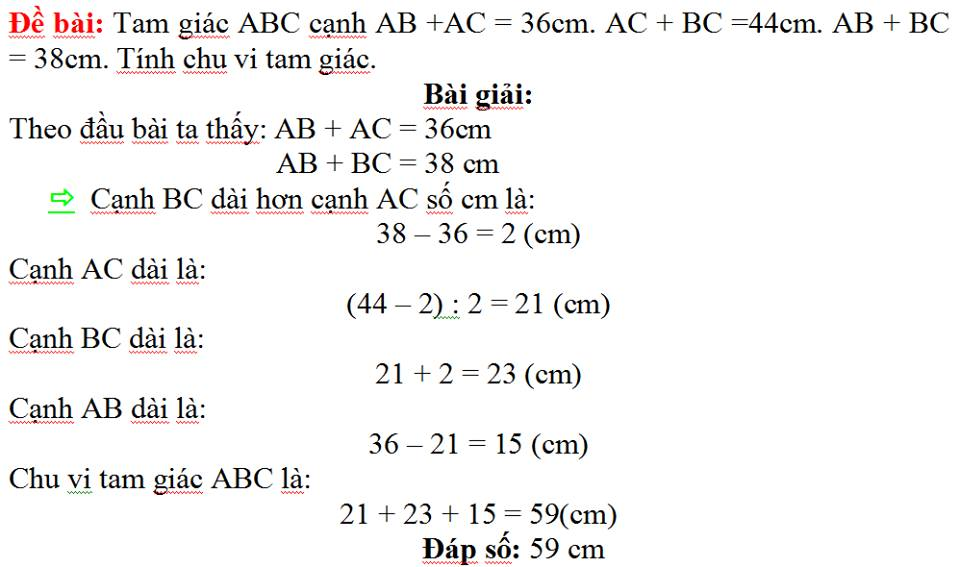 Đề bài: Tam giác ABC cạnh AB +AC = 36cm. AC + BC =44cm. AB + BC
= 38cm. Tính chu vi tam giác.
Bài giải:
Theo đầu bài ta thấy: AB + AC = 36cm
AB + BC = 38 cm
⇨ Cạnh BC dài hơn cạnh AC số cm là:
38 – 36 = 2 (cm)
Cạnh AC dài là:
(44 – 2) : 2 = 21 (cm)
Cạnh BC dài là:
21 + 2 = 23 (cm)
Cạnh AB dài là:
36 – 21 = 15 (cm)
Chu vi tam giác ABC là:
21 + 23 + 15 = 59(cm)
Đáp số: 59 cm